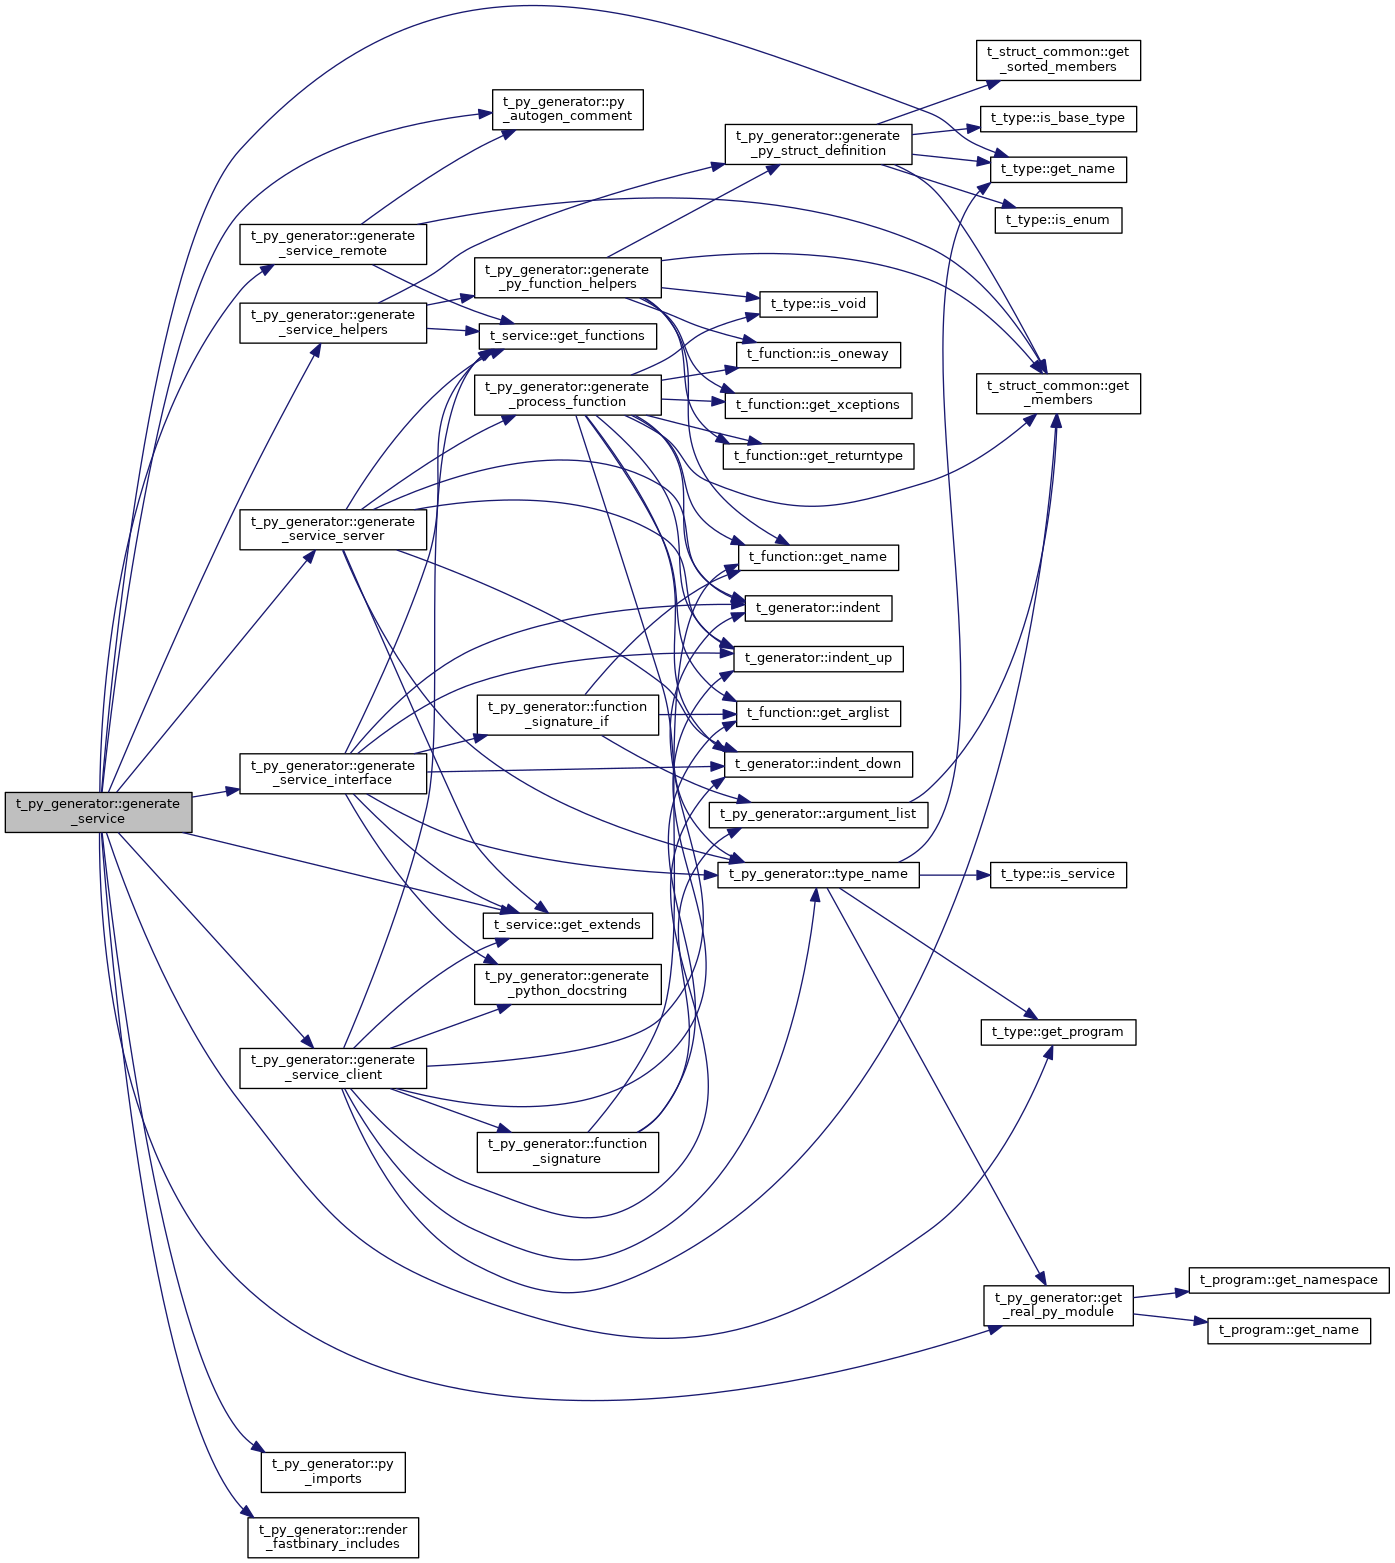 t_struct_common::get
_sorted_members
t_py_generator::py
_autogen_comment
t_type::is_base_type
t_py_generator::generate
_py_struct_definition
t_type::get_name
t_type::is_enum
t_py_generator::generate
_service_remote
t_py_generator::generate
_py_function_helpers
t_type::is_void
t_py_generator::generate
_service_helpers
t_service::get_functions
t_function::is_oneway
t_py_generator::generate
_process_function
t_struct_common::get
_members
t_function::get_xceptions
t_function::get_returntype
t_py_generator::generate
_service_server
t_function::get_name
t_generator::indent
t_generator::indent_up
t_py_generator::function
_signature_if
t_function::get_arglist
t_py_generator::generate
_service_interface
t_generator::indent_down
t_py_generator::generate
_service
t_py_generator::argument_list
t_py_generator::type_name
t_type::is_service
t_service::get_extends
t_py_generator::generate
_python_docstring
t_type::get_program
t_py_generator::generate
_service_client
t_py_generator::function
_signature
t_program::get_namespace
t_py_generator::get
_real_py_module
t_program::get_name
t_py_generator::py
_imports
t_py_generator::render
_fastbinary_includes